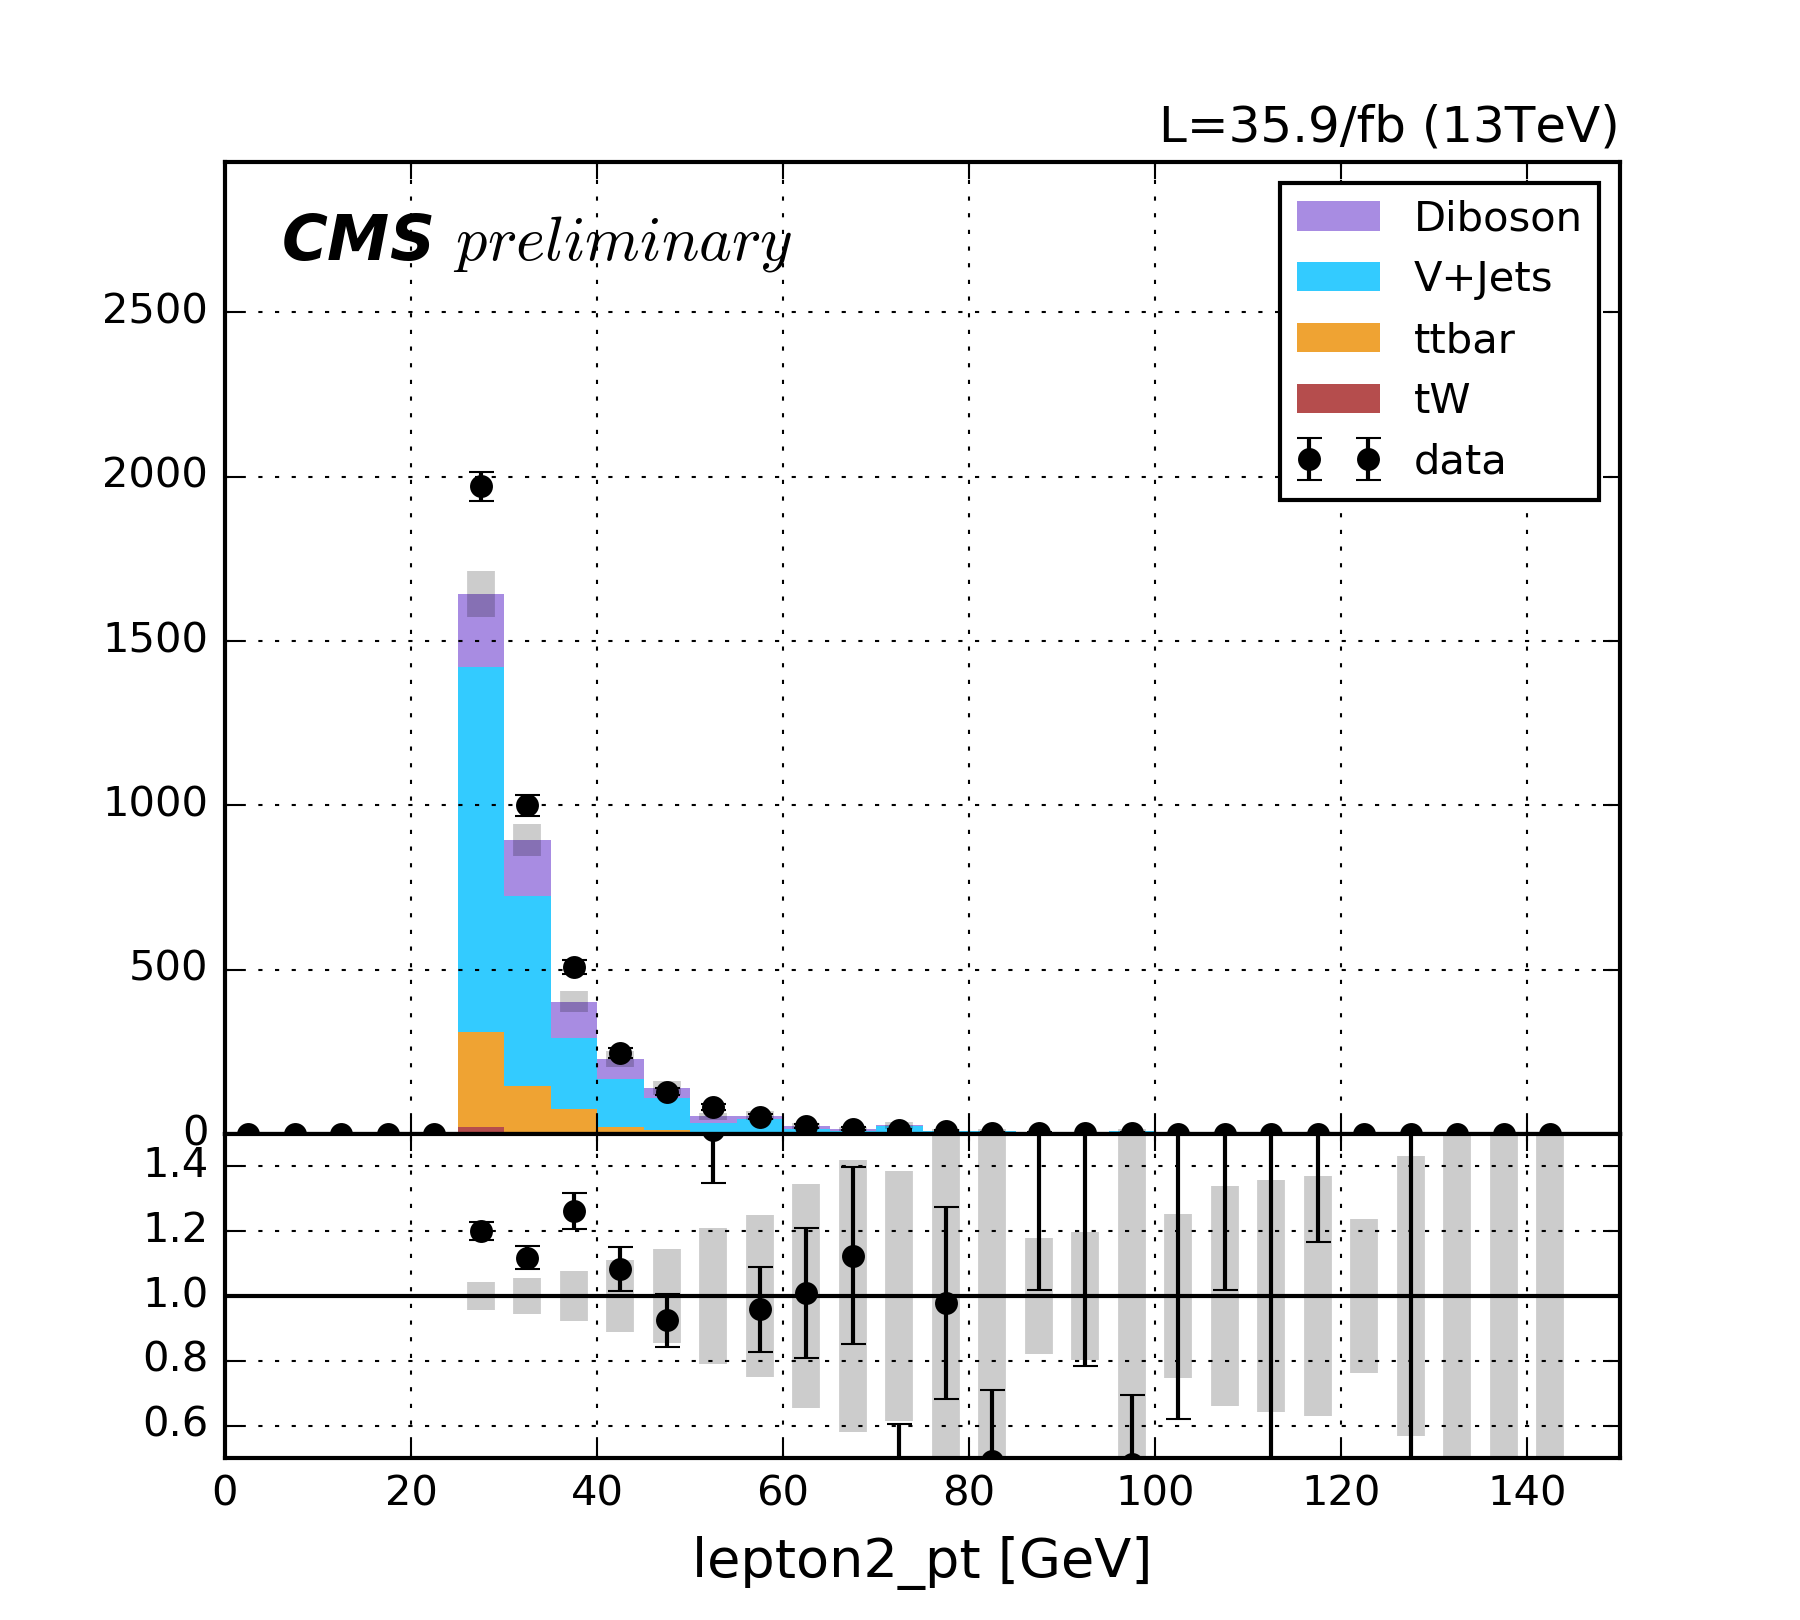 L=35.9/fb (13TeV)
CMS preliminary
Diboson
V+Jets
ttbar
tW
data
2500
2000
1500
1000
500
0
1.4
1.2
1.0
0.8
0.6
0 20 40 60 80 100 120 140
lepton2_pt [GeV]